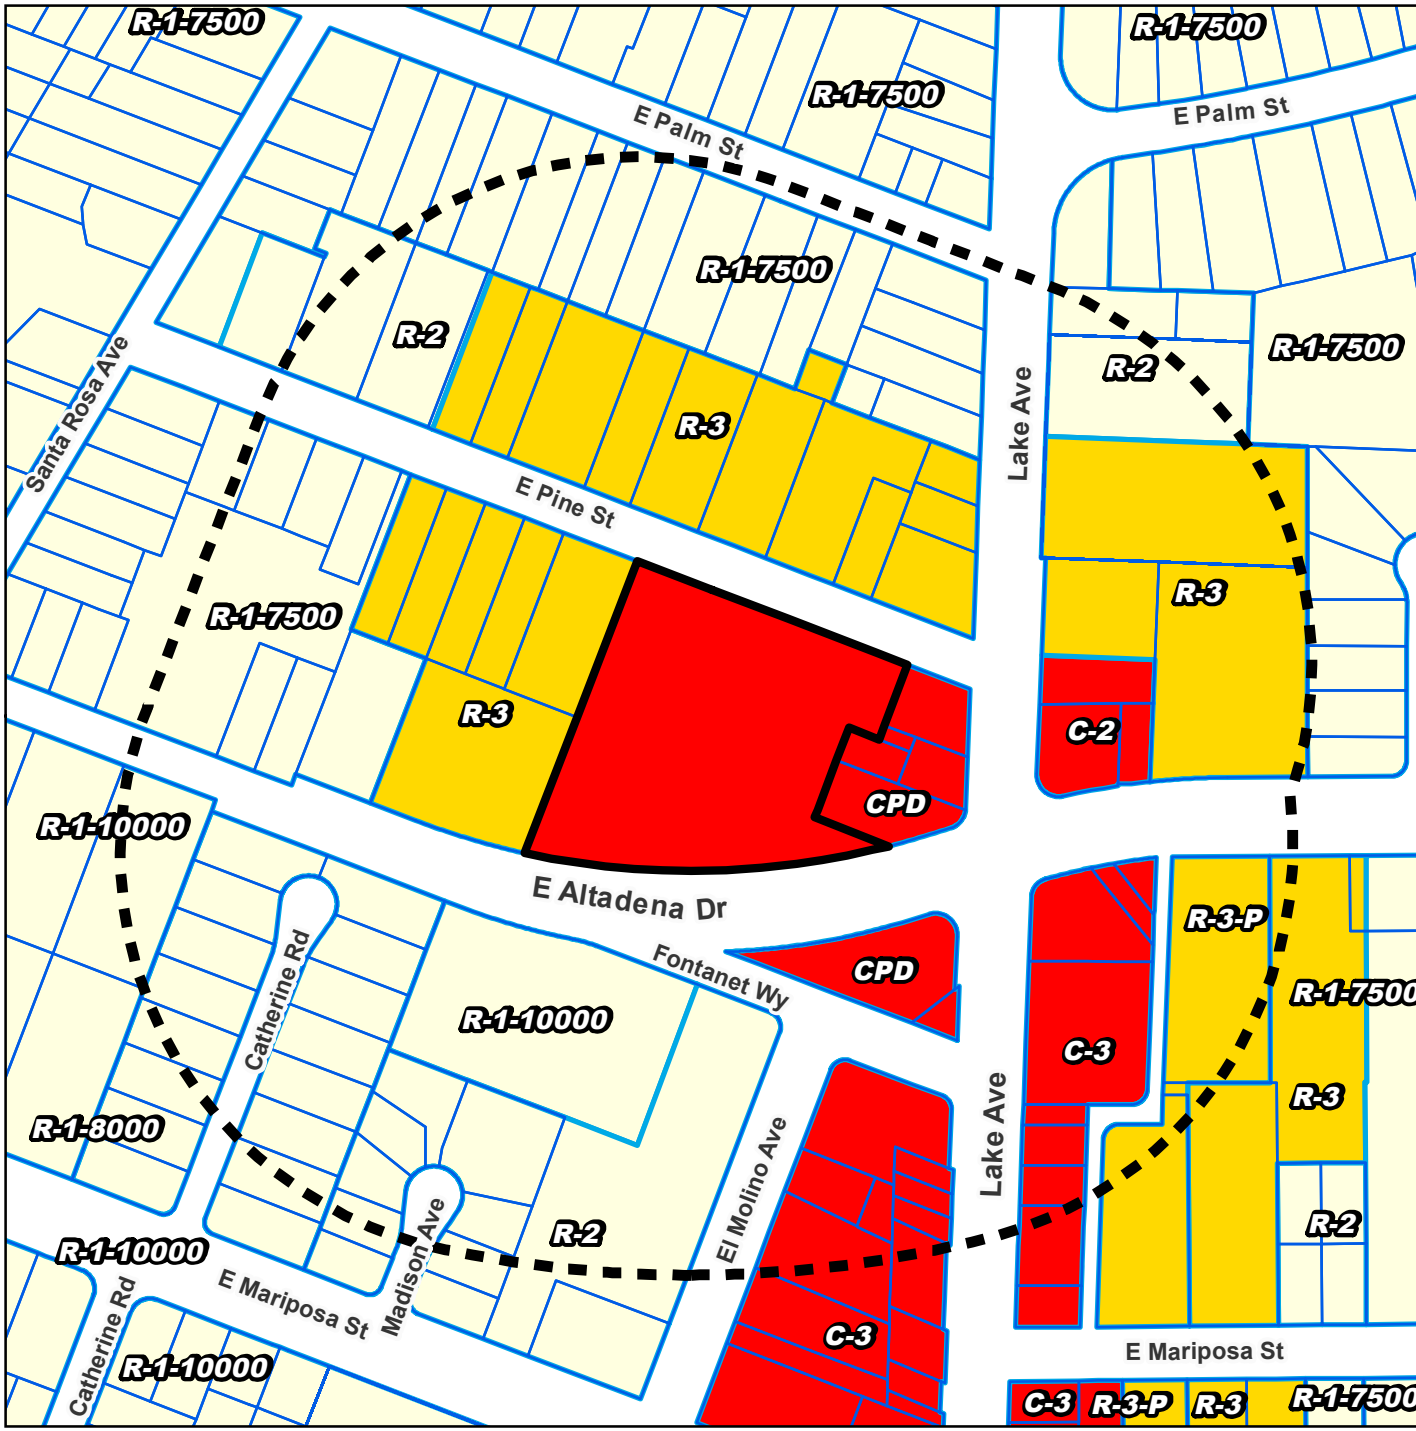 R-1-7500
R-1-7500
R-1-7500
E Palm St
E Palm St
R-1-7500
R-2
R-1-7500
R-2
Santa Rosa Ave
Lake Ave
R-3
E Pine St
R-3
R-1-7500
R-3
C-2
CPD
R-1-10000
E Altadena Dr
R-3-P
Fontanet Wy
CPD
R-1-7500
Catherine Rd
R-1-10000
C-3
R-3
R-1-8000
Lake Ave
El Molino Ave
R-2
R-2
R-1-10000
Madison Ave
E Mariposa St
C-3
E Mariposa St
Catherine Rd
R-1-10000
C-3
R-3-P
R-3
R-1-7500